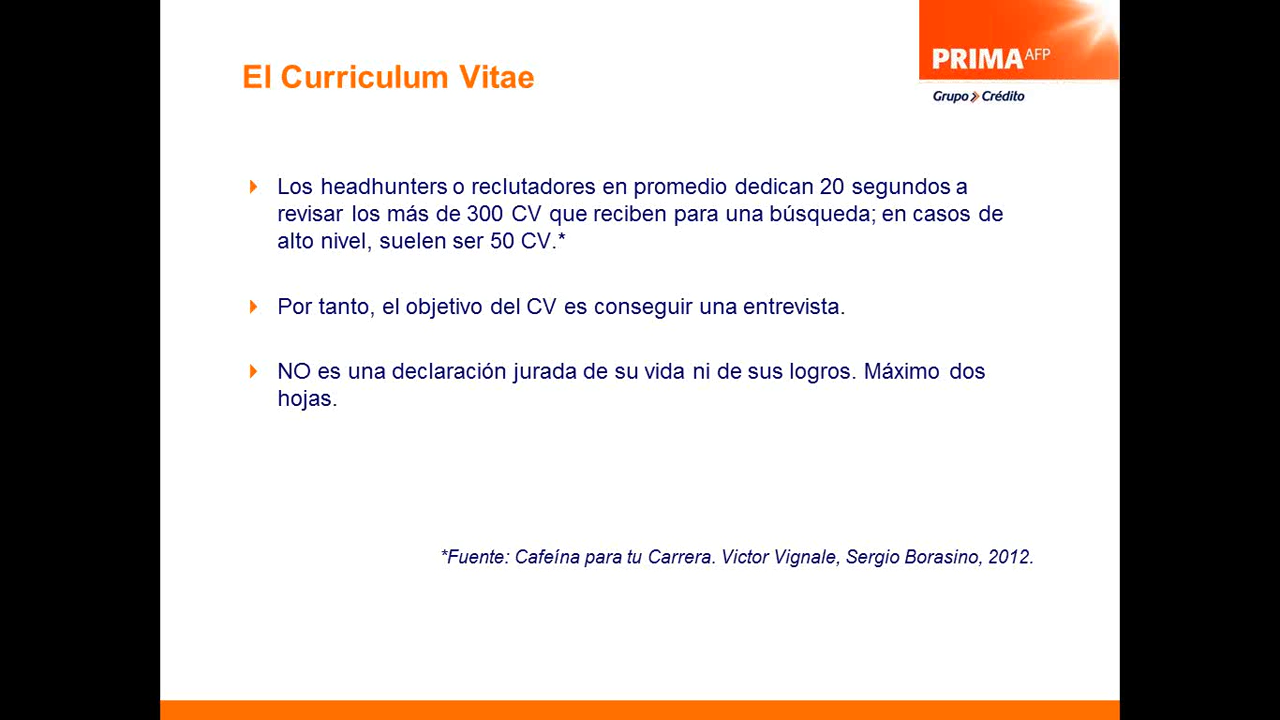 El Curriculum Vitae
PRIMA AFP
Grupo Crédito
Los headhunters o reclutadores en promedio dedican 20 segundos a
revisar los más de 300 CV que reciben para una búsqueda; en casos de
alto nivel, suelen ser 50 CV.*
Por tanto, el objetivo del CV es conseguir una entrevista.
NO es una declaración jurada de su vida ni de sus logros. Máximo dos
hojas.
*Fuente: Cafeína para tu Carrera. Victor Vignale, Sergio Borasino, 2012.